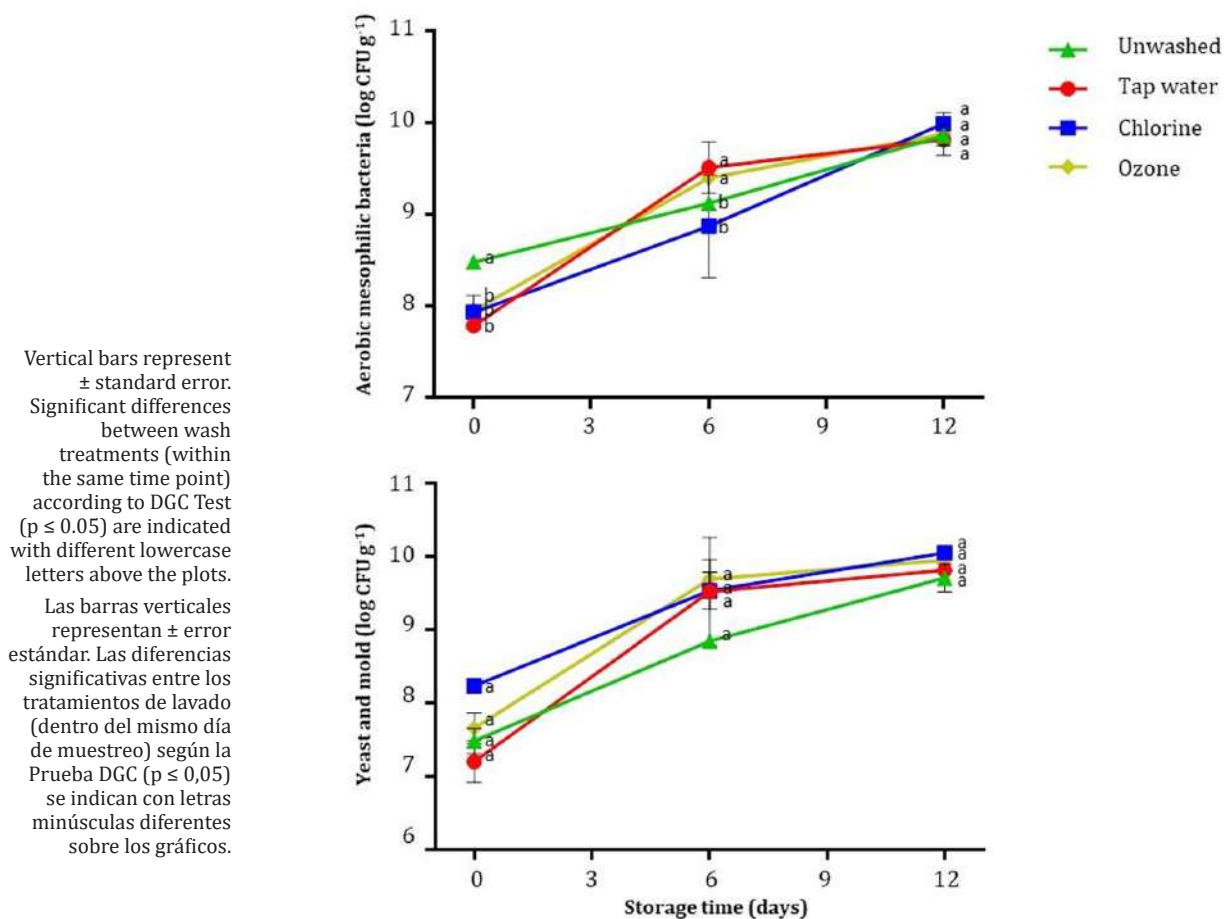 Vertical bars represent
± standard error.
Significant differences
between wash
treatments (within
the same time point)
according to DGC Test
(p ≤ 0.05) are indicated
with different lowercase
letters above the plots.
Las barras verticales
representan ± error
estándar. Las diferencias
significativas entre los
tratamientos de lavado
(dentro del mismo día
de muestreo) según la
Prueba DGC (p ≤ 0,05)
se indican con letras
minúsculas diferentes
sobre los gráficos.
Aerobic mesophilic bacteria (log CFU g⁻¹)
11
10
9
8
7
0 3 6 9 12
a
b
b
b
a
a
b
b
a
a
a
a
Unwashed
Tap water
Chlorine
Ozone
Yeast and mold (log CFU g⁻¹)
11
10
9
8
7
6
0 3 6 9 12
a
a
a
a
a
a
a
a
a
a
a
a
Storage time (days)